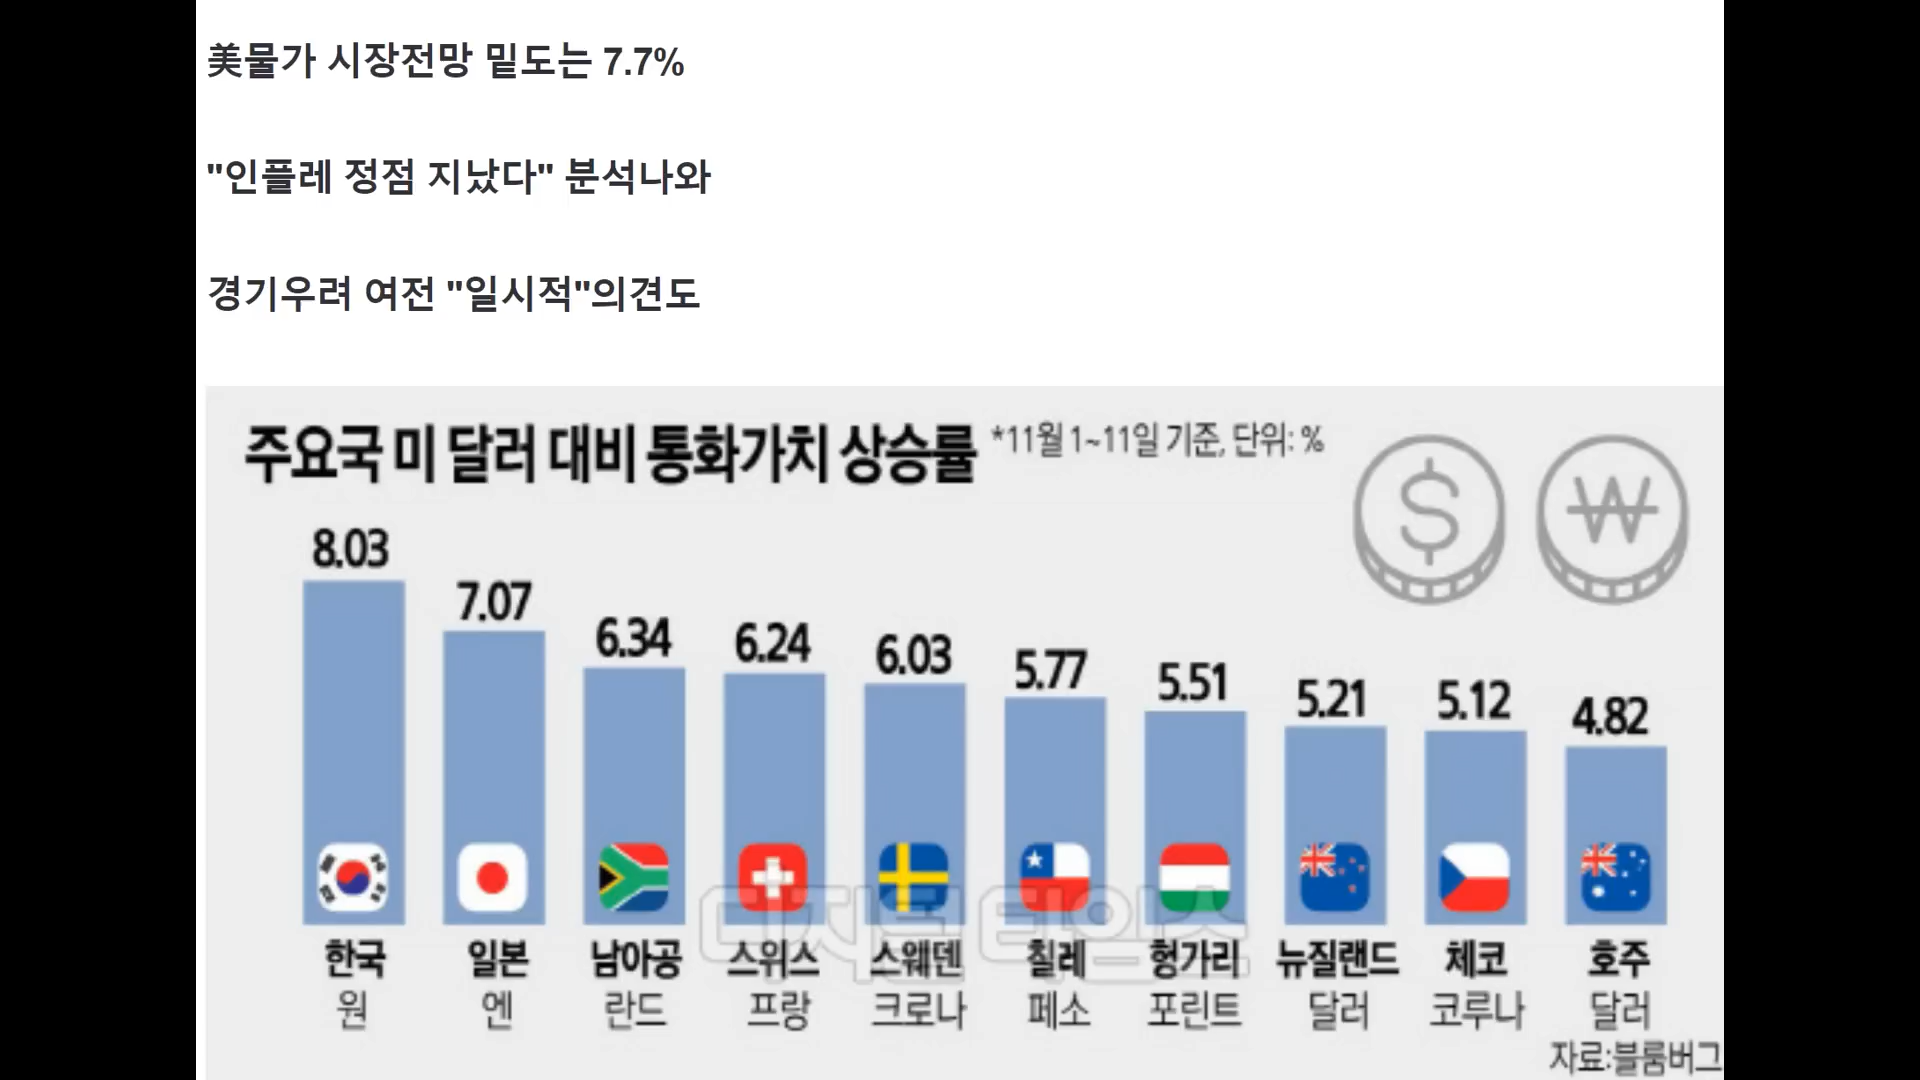 美물가 시장전망 밑도는 7.7%
"인플레 정점 지났다" 분석나와
경기우려 여전 "일시적"의견도
주요국 미 달러 대비 통화가치 상승률 *11월 1~11일 기준, 단위: %
$ ₩
8.03 7.07 6.34 6.24 6.03 5.77 5.51 5.21 5.12 4.82
디지털타임스
한국 일본 남아공 스위스 스웨덴 칠레 헝가리 뉴질랜드 체코 호주
원 엔 란드 프랑 크로나 페소 포린트 달러 코루나 달러
자료:블룸버그